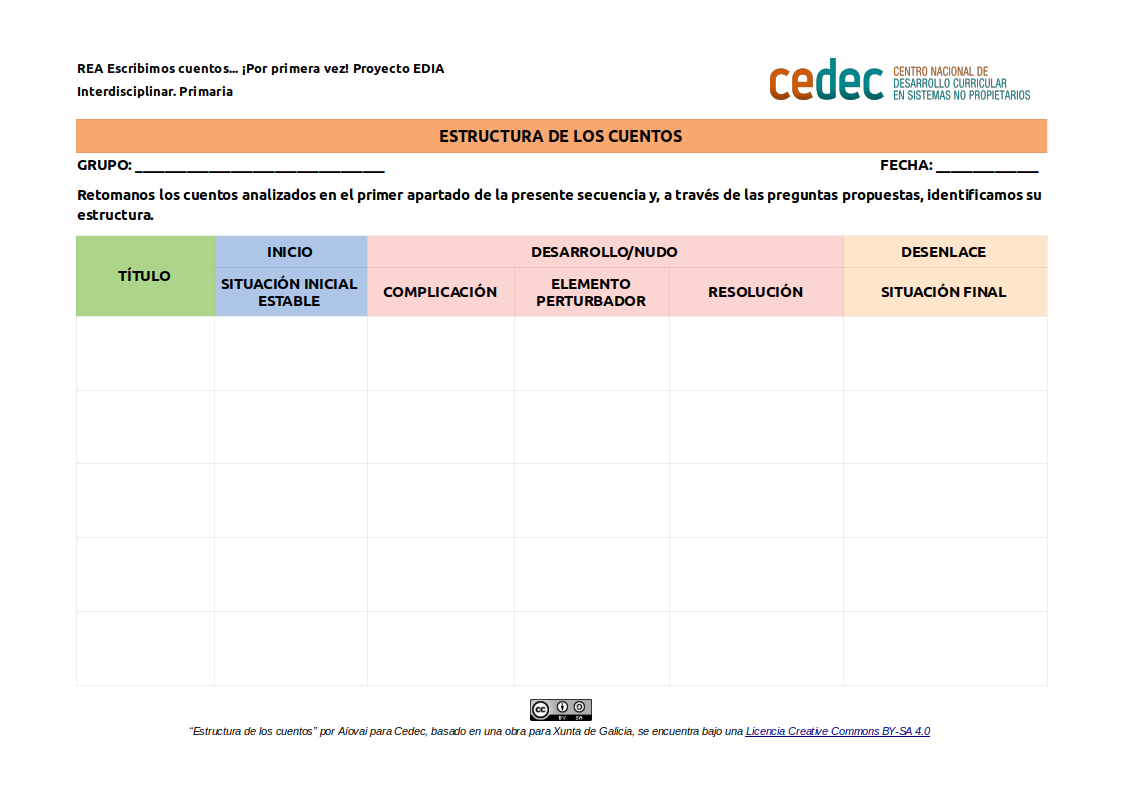 REA Escribimos cuentos... ¡Por primera vez! Proyecto EDIA
Interdisciplinar. Primaria
cedec
CENTRO NACIONAL DE
DESARROLLO CURRICULAR
EN SISTEMAS NO PROPIETARIOS
ESTRUCTURA DE LOS CUENTOS
GRUPO: ________________________________ FECHA: _____________
Retomanos los cuentos analizados en el primer apartado de la presente secuencia y, a través de las preguntas propuestas, identificamos su
estructura.
TÍTULO
INICIO
DESARROLLO/NUDO
DESENLACE
SITUACIÓN INICIAL
ESTABLE
COMPLICACIÓN
ELEMENTO
PERTURBADOR
RESOLUCIÓN
SITUACIÓN FINAL
cc BY SA
“Estructura de los cuentos” por Aíovai para Cedec, basado en una obra para Xunta de Galicia, se encuentra bajo una Licencia Creative Commons BY-SA 4.0